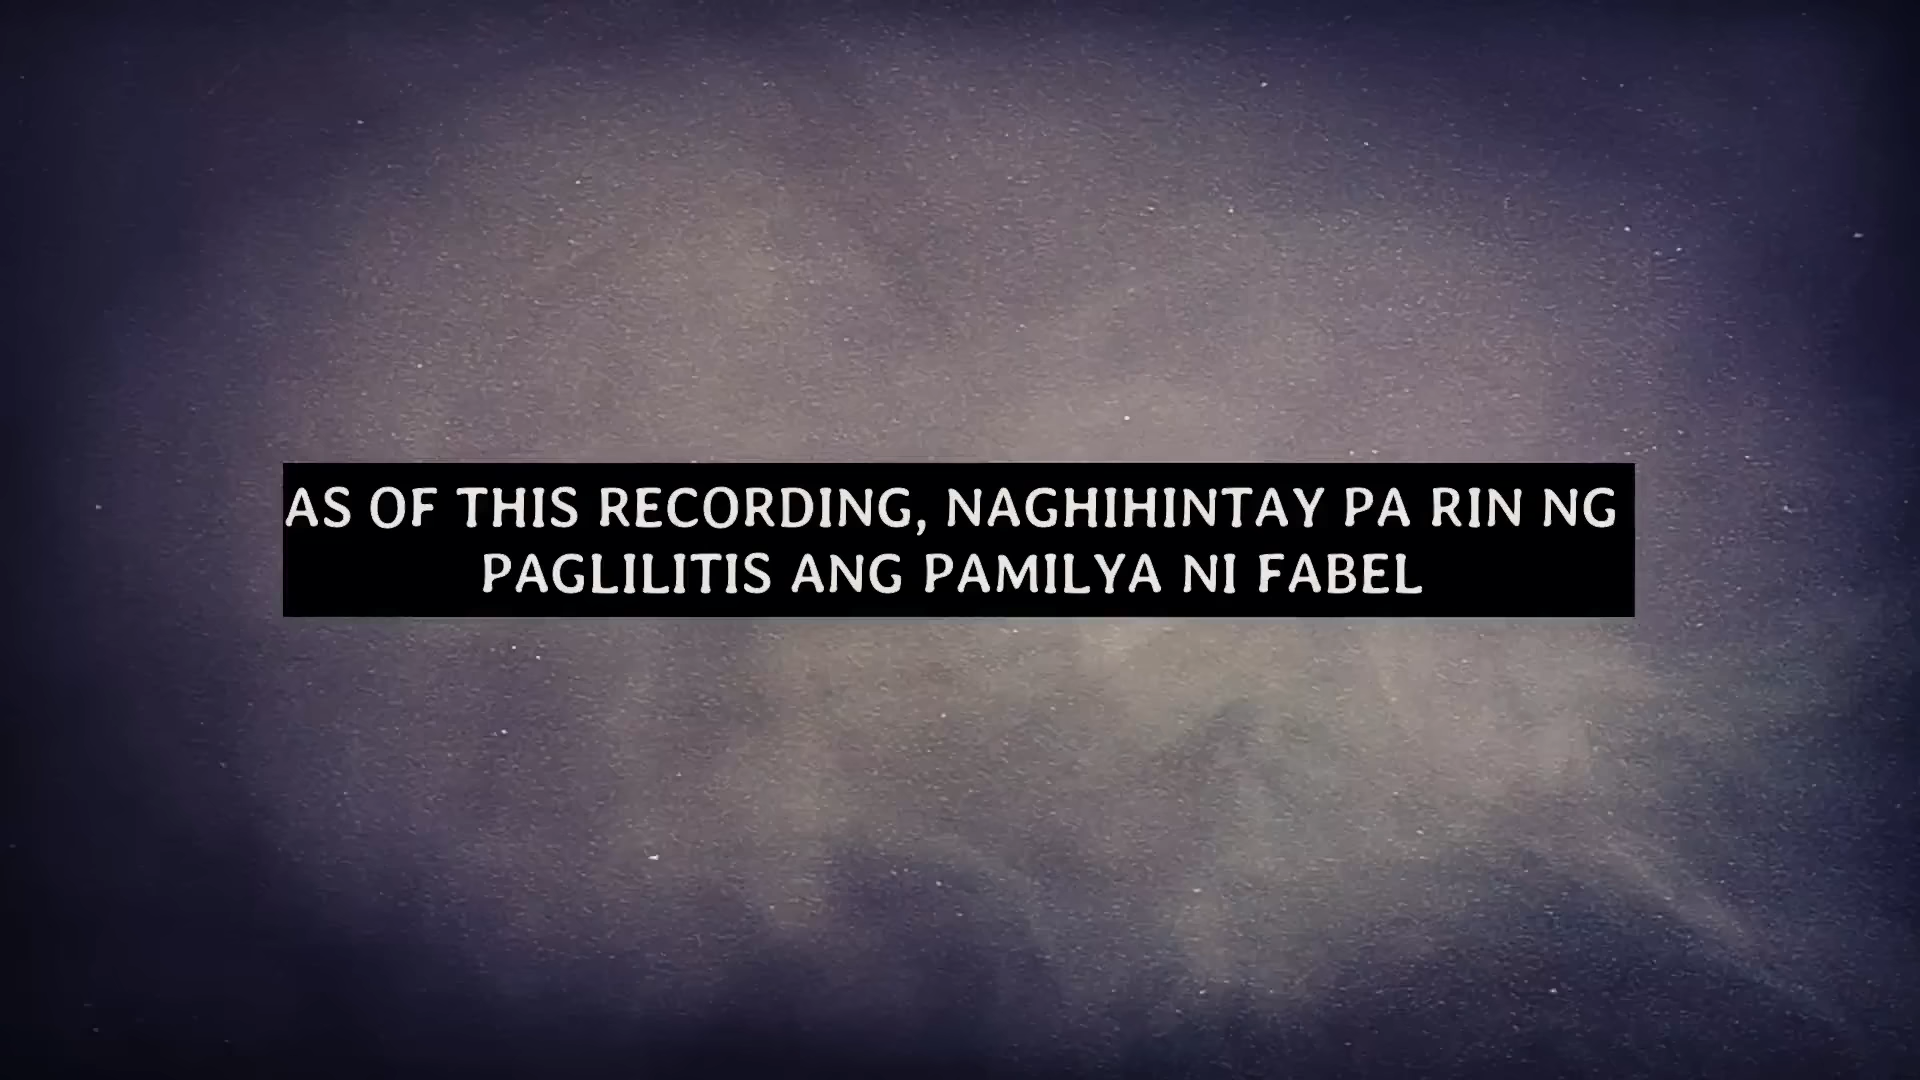 AS OF THIS RECORDING, NAGHIHINTAY PA RIN NG
PAGLILITIS ANG PAMILYA NI FABEL